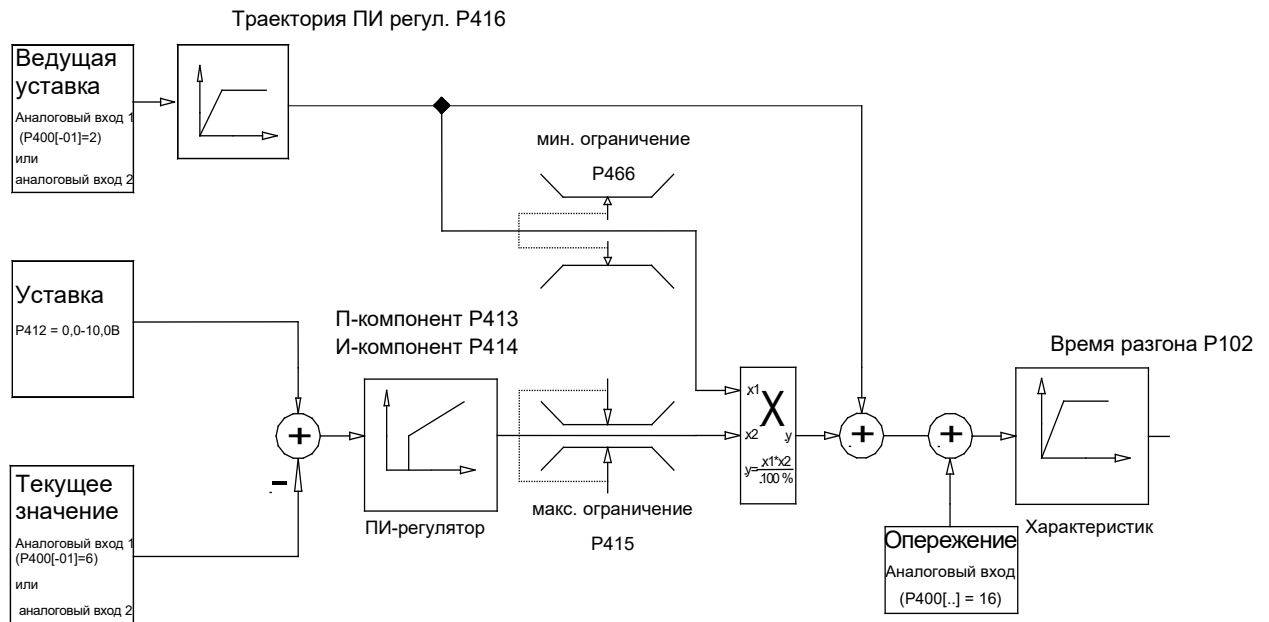 Траектория ПИ регул. P416
Ведущая
уставка
Аналоговый вход 1
(P400[-01]=2)
или
аналоговый вход 2
мин. ограничение
P466
Уставка
P412 = 0,0-10,0В
П-компонент P413
И-компонент P414
Время разгона P102
x1
X
x2
y
y=x1*x2
100 %
+
+
+
-
Текущее
значение
Аналоговый вход 1
(P400[-01]=6)
или
аналоговый вход 2
ПИ-регулятор
макс. ограничение
P415
Характеристик
Опережение
Аналоговый вход
(P400[..] = 16)